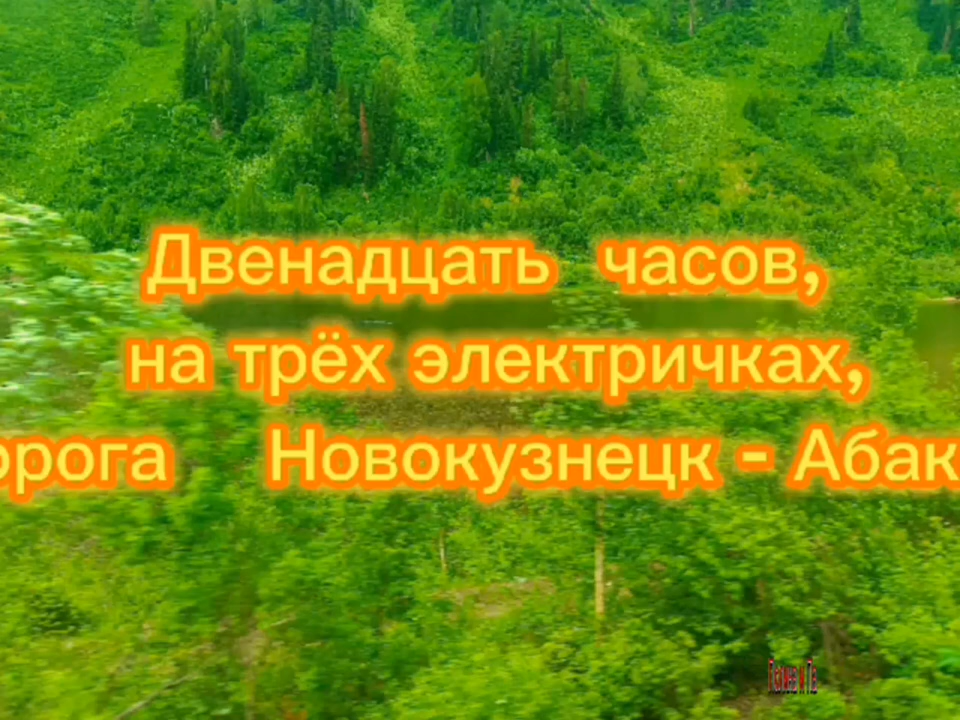 Двенадцать часов,
на трёх электричках,
орога Новокузнецк - Абак